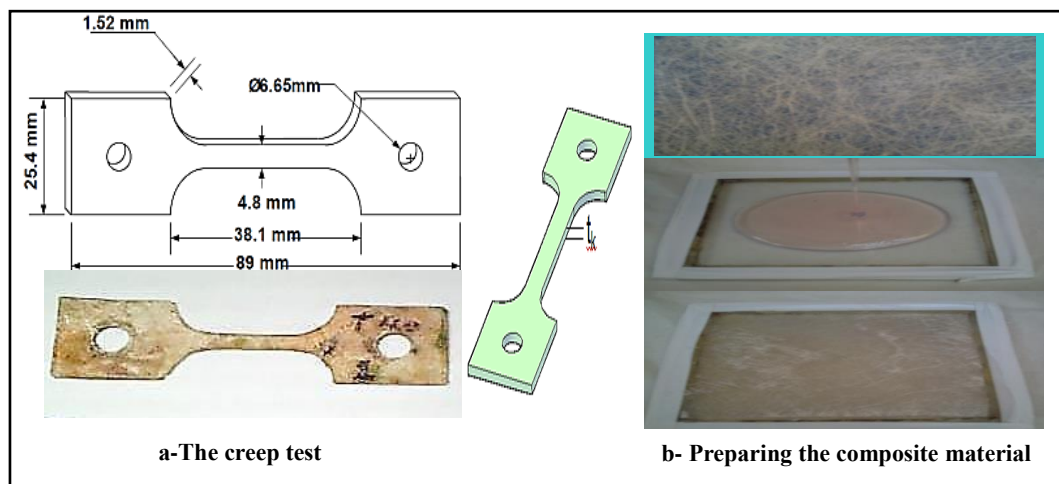 1.52 mm
Ø6.65mm
25.4 mm
4.8 mm
38.1 mm
89 mm
a-The creep test
b- Preparing the composite material